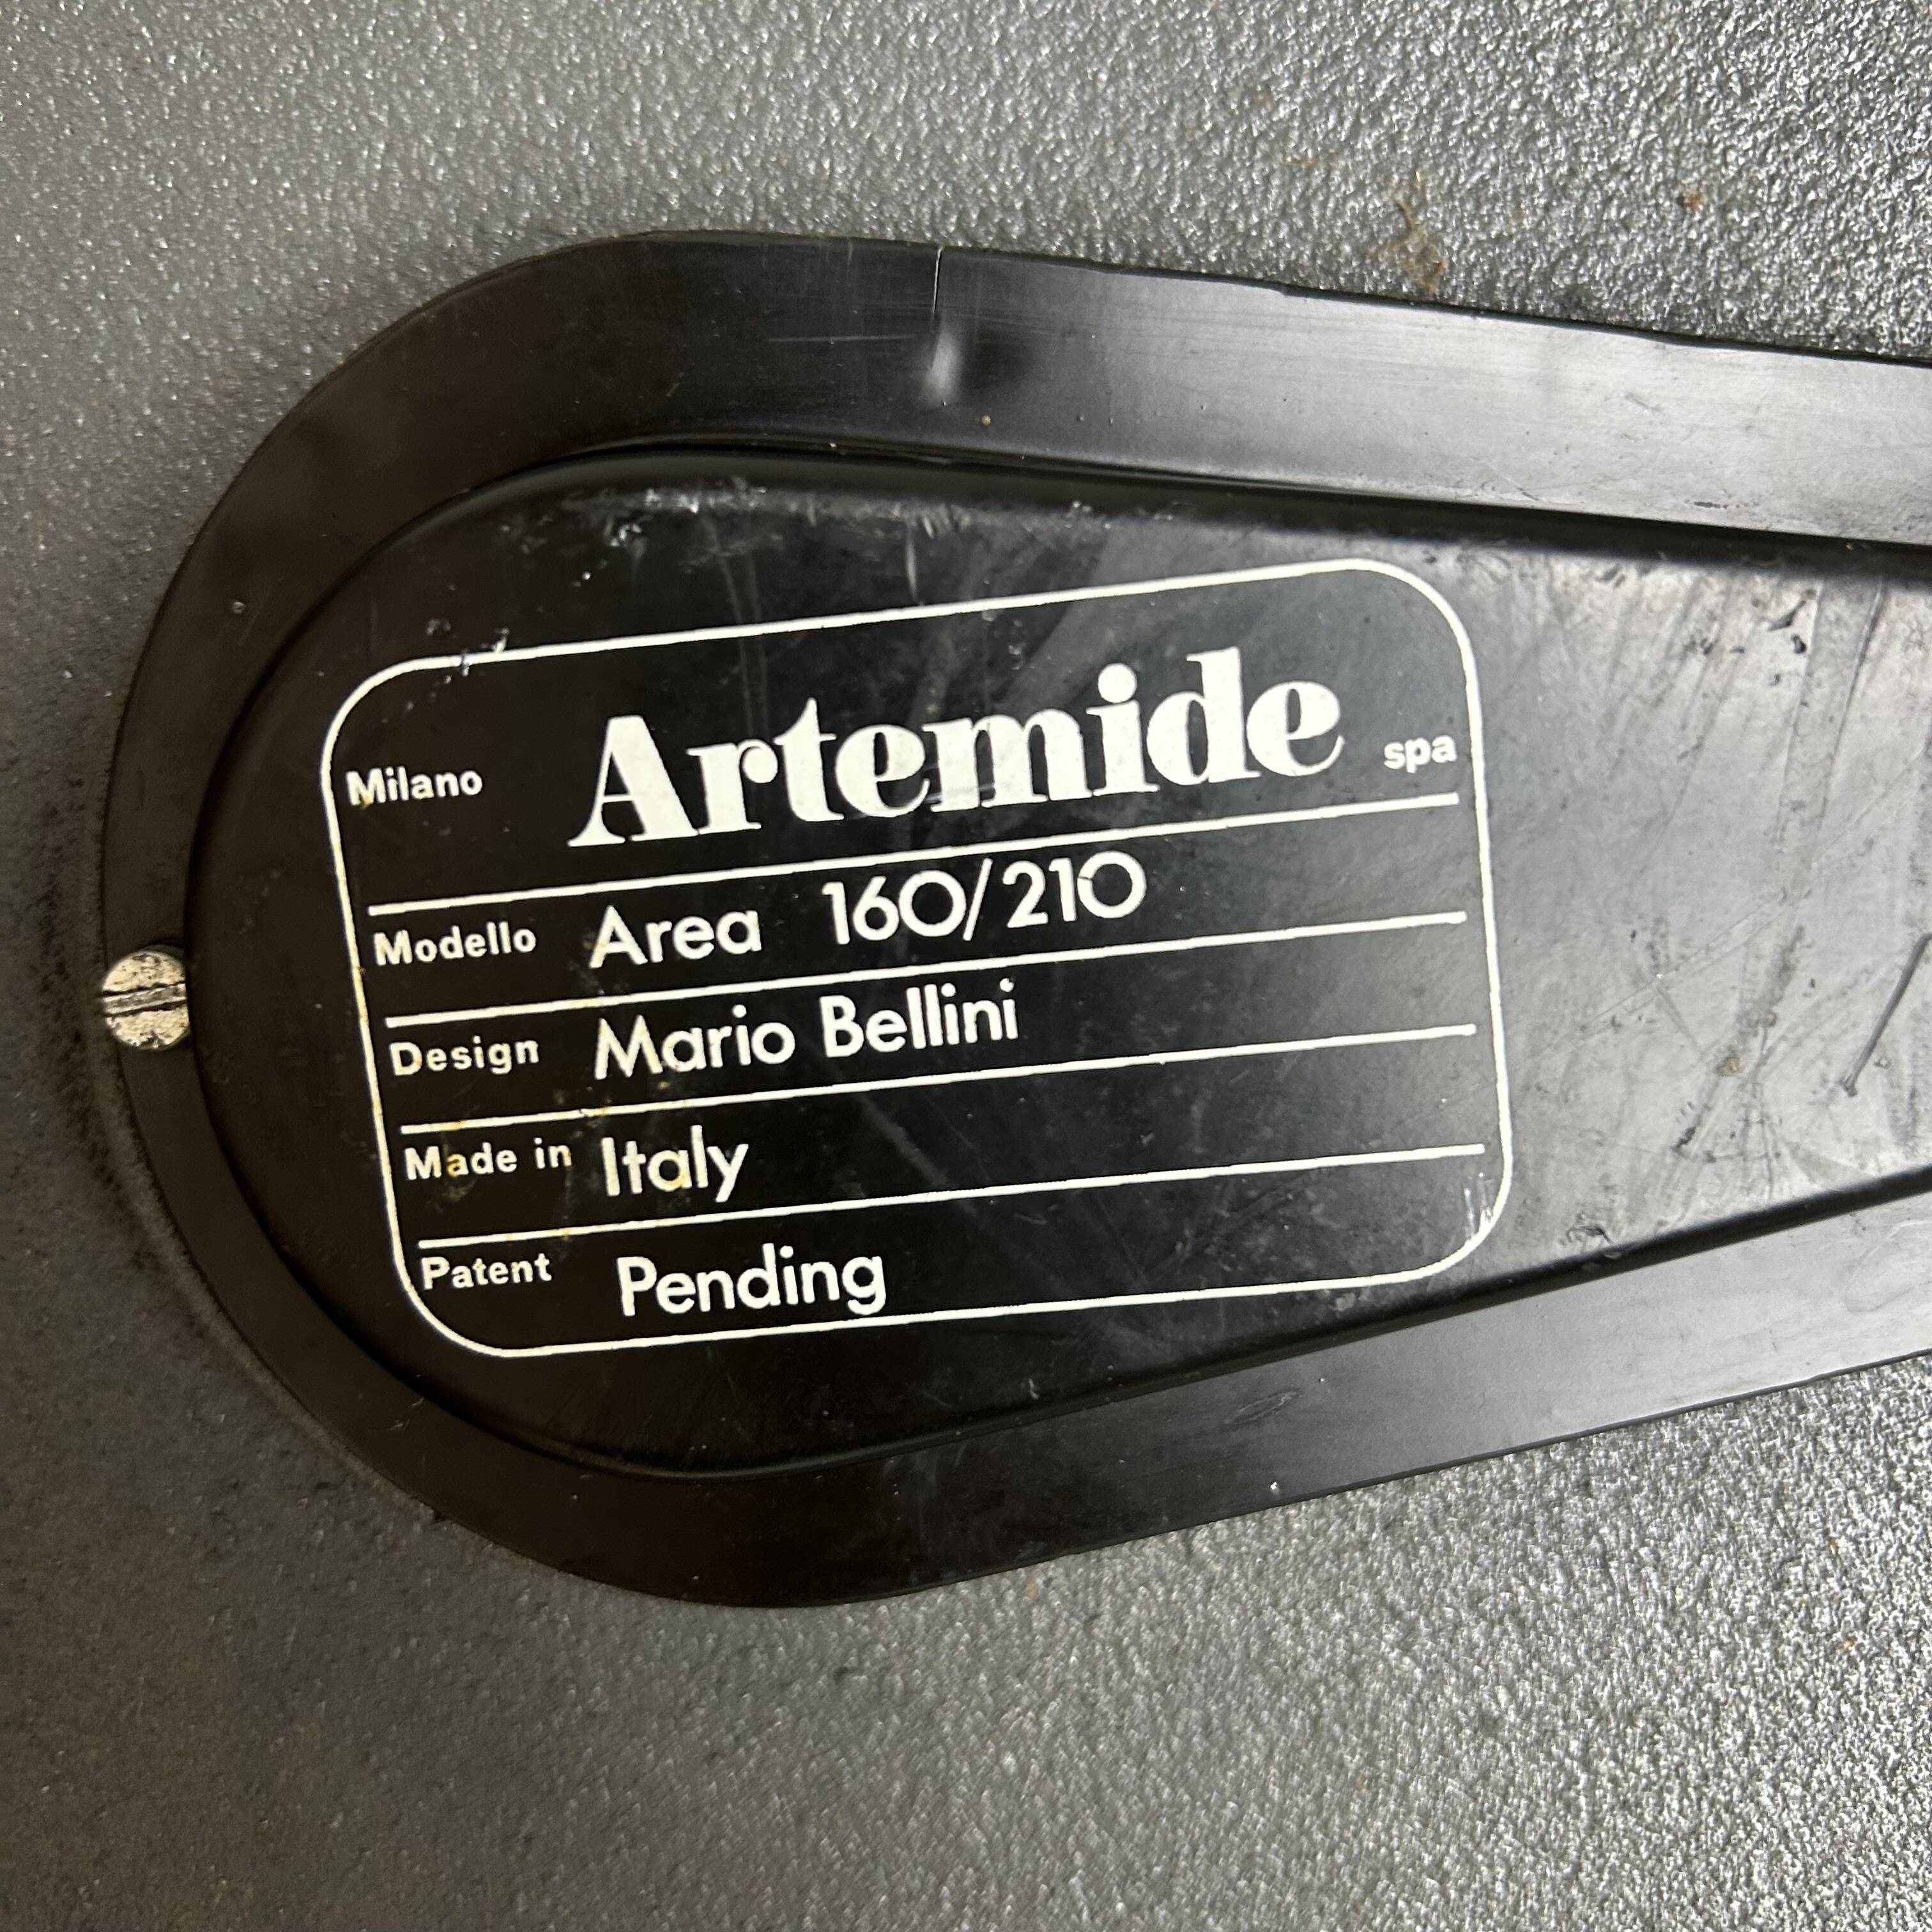 Milano Artemide spa
Modello Area 160/210
Design Mario Bellini
Made in Italy
Patent Pending